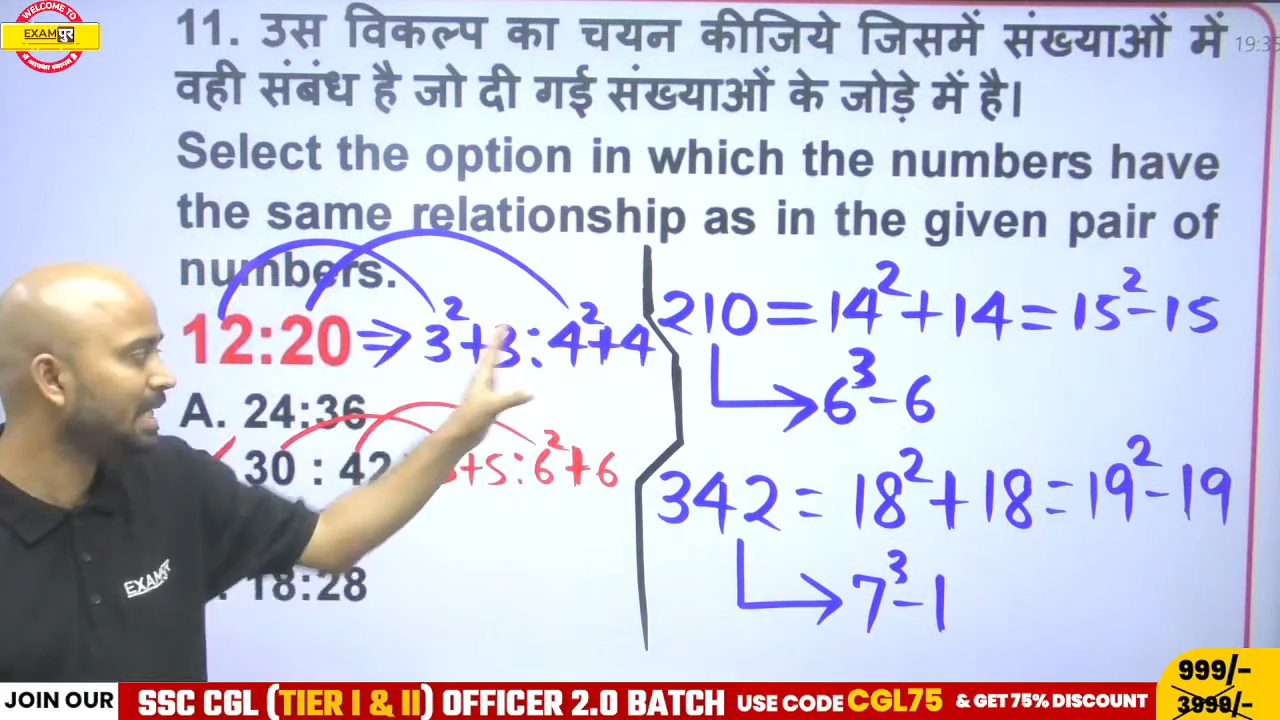 WELCOME TO
EXAMपुर
में आपका स्वागत है
11. उस विकल्प का चयन कीजिये जिसमें संख्याओं में
19:35
वही संबंध है जो दी गई संख्याओं के जोड़े में है।
Select the option in which the numbers have
the same relationship as in the given pair of
numbers.
12:20 ⇒ 3²+3:4²+4
A. 24:36
30 : 42
+5:6²+6
18:28
210 = 14²+14 = 15²-15
6³-6
342 = 18²+18 = 19²-19
7³-1
EXAMपुर
999/-
3999/-
JOIN OUR SSC CGL (TIER I & II) OFFICER 2.0 BATCH USE CODE CGL75 & GET 75% DISCOUNT